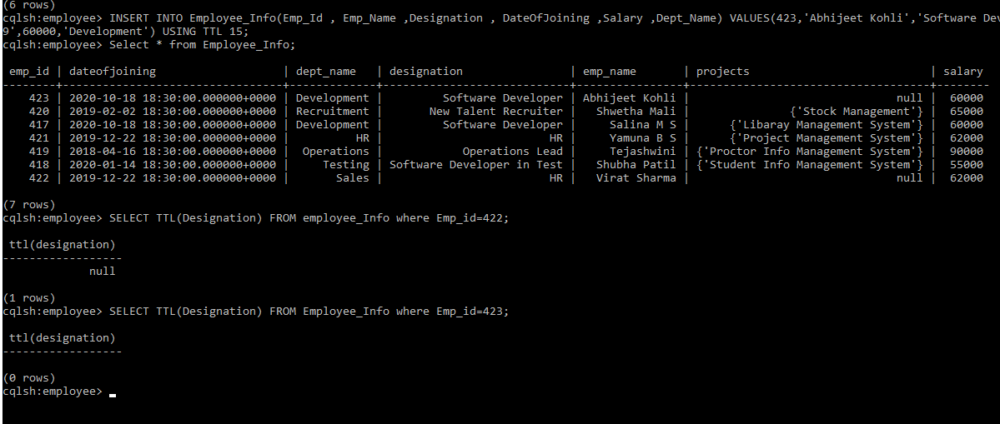 (6 rows)
cqlsh:employee> INSERT INTO Employee_Info(Emp_Id , Emp_Name ,Designation , DateOfJoining ,Salary ,Dept_Name) VALUES(423,'Abhijeet Kohli','Software Dev
9',60000,'Development') USING TTL 15;
cqlsh:employee> Select * from Employee_Info;
emp_id | dateofjoining | dept_name | designation | emp_name | projects | salary
--------+---------------------------------+-------------+----------------------------+----------------+------------------------------------+--------
423 | 2020-10-18 18:30:00.000000+0000 | Development | Software Developer | Abhijeet Kohli | null | 60000
420 | 2019-02-02 18:30:00.000000+0000 | Recruitment | New Talent Recruiter | Shwetha Mali | {'Stock Management'} | 65000
417 | 2020-10-18 18:30:00.000000+0000 | Development | Software Developer | Salina M S | {'Libaray Management System'} | 60000
421 | 2019-12-22 18:30:00.000000+0000 | HR | HR | Yamuna B S | {'Project Management System'} | 62000
419 | 2018-04-16 18:30:00.000000+0000 | Operations | Operations Lead | Tejashwini | {'Proctor Info Management System'} | 90000
418 | 2020-01-14 18:30:00.000000+0000 | Testing | Software Developer in Test | Shubha Patil | {'Student Info Management System'} | 55000
422 | 2019-12-22 18:30:00.000000+0000 | Sales | HR | Virat Sharma | null | 62000
(7 rows)
cqlsh:employee> SELECT TTL(Designation) FROM employee_Info where Emp_id=422;
ttl(designation)
------------------
null
(1 rows)
cqlsh:employee> SELECT TTL(Designation) FROM Employee_Info where Emp_id=423;
ttl(designation)
------------------
(0 rows)
cqlsh:employee> _